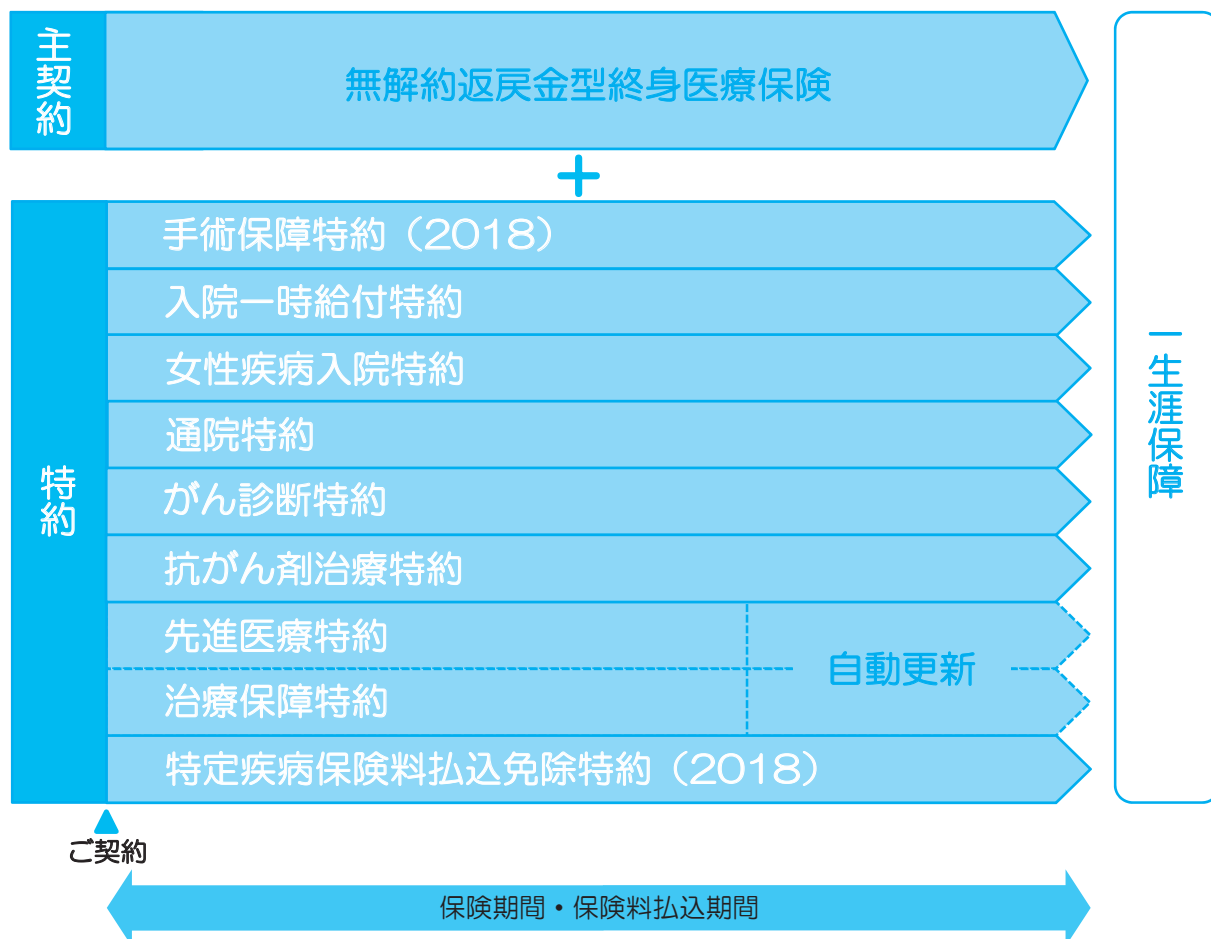 主契約
無解約返戻金型終身医療保険
+
特約
手術保障特約（2018）
入院一時給付特約
女性疾病入院特約
通院特約
がん診断特約
抗がん剤治療特約
先進医療特約
治療保障特約
自動更新
特定疾病保険料払込免除特約（2018）
一生涯保障
ご契約
保険期間・保険料払込期間